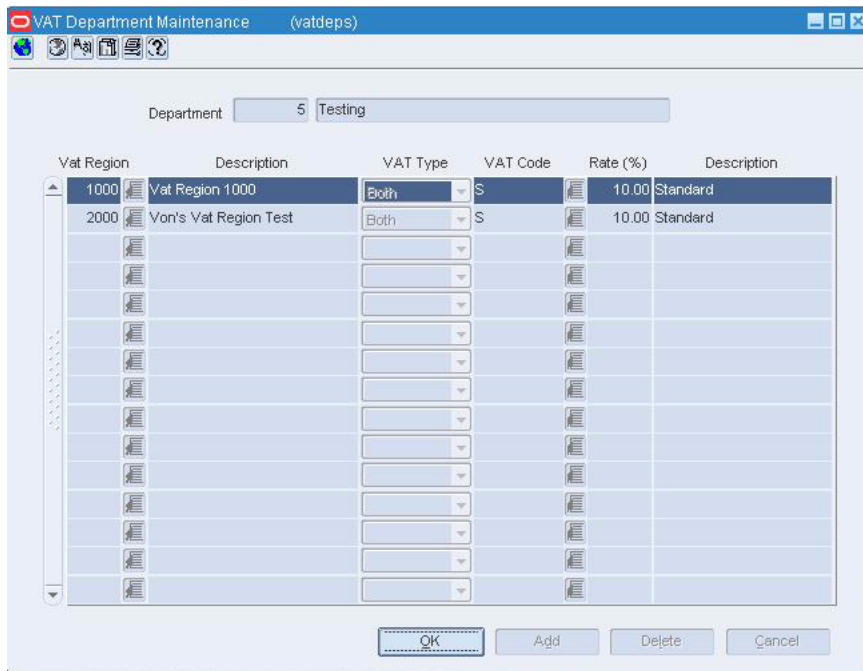 VAT Department Maintenance (vatdeps)
Department 5 Testing
Vat Region Description VAT Type VAT Code Rate (%) Description
1000 Vat Region 1000 Both S 10.00 Standard
2000 Von's Vat Region Test Both S 10.00 Standard
OK Add Delete Cancel